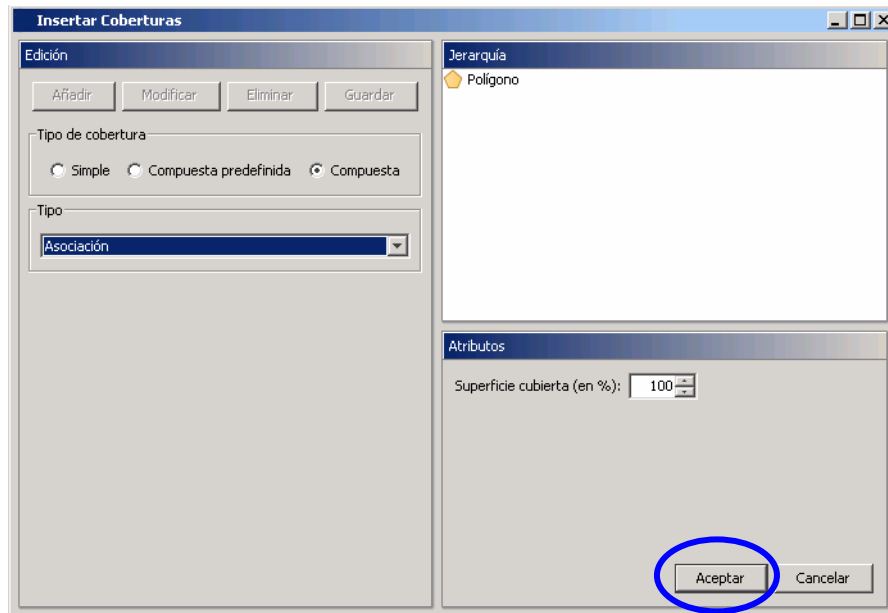 Insertar Coberturas
Edición
Añadir Modificar Eliminar Guardar
Tipo de cobertura
Simple Compuesta predefinida Compuesta
Tipo
Asociación
Jerarquía
Polígono
Atributos
Superficie cubierta (en %): 100
Aceptar Cancelar